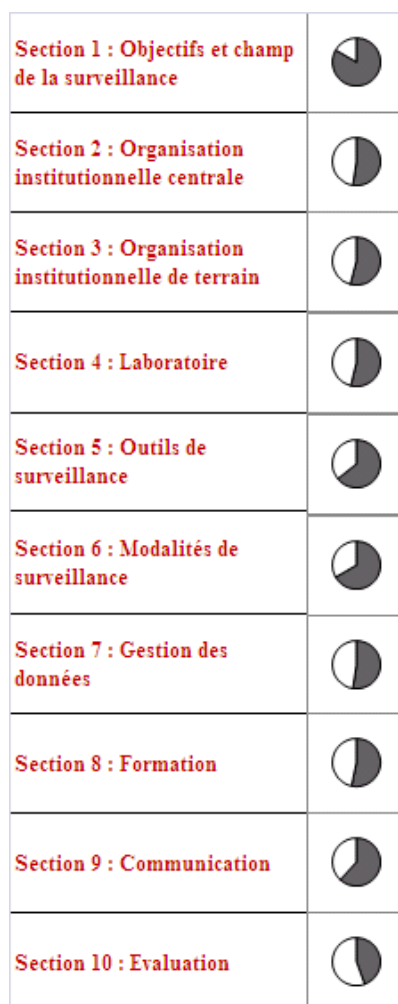 Section 1 : Objectifs et champ
de la surveillance
Section 2 : Organisation
institutionnelle centrale
Section 3 : Organisation
institutionnelle de terrain
Section 4 : Laboratoire
Section 5 : Outils de
surveillance
Section 6 : Modalités de
surveillance
Section 7 : Gestion des
données
Section 8 : Formation
Section 9 : Communication
Section 10 : Evaluation